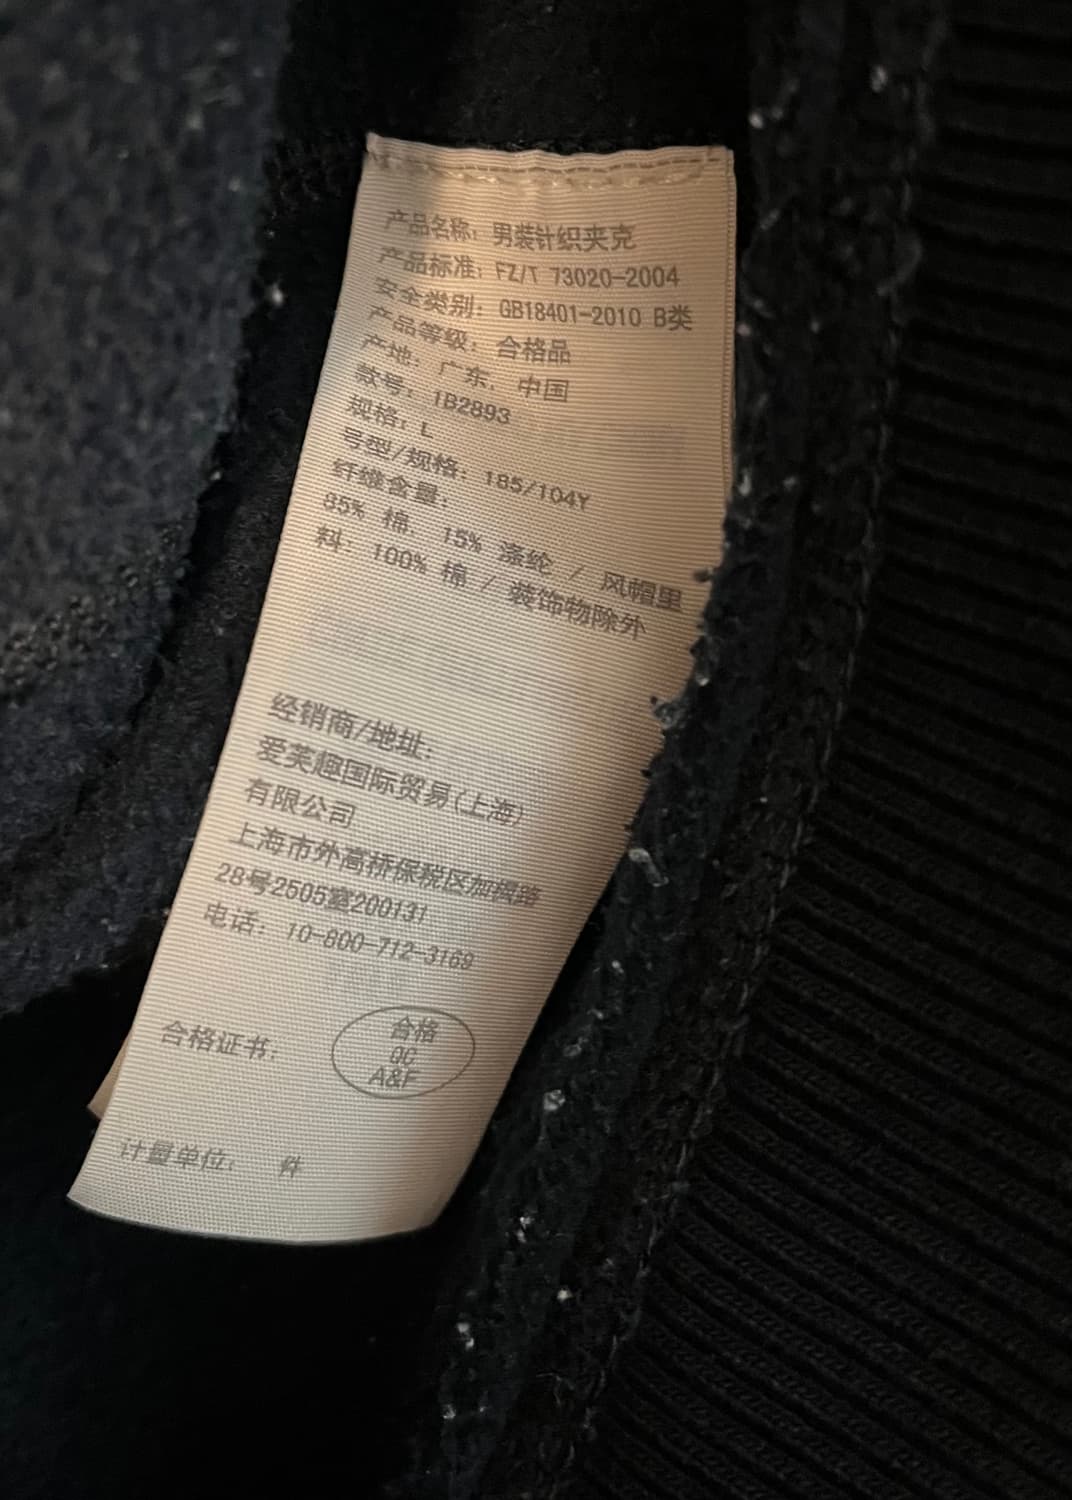 产品名称: 男装针织夹克
产品标准: FZ/T 73020-2004
安全类别: GB18401-2010 B类
产品等级: 合格品
产地: 广东, 中国
款号: 1B2893
规格: L
号型/规格: 185/104Y
纤维含量:
85% 棉, 15% 涤纶 / 风帽里
料: 100% 棉 / 装饰物除外
经销商/地址:
爱芙趣国际贸易(上海)
有限公司
上海市外高桥保税区加枫路
28号2505室200131
电话: 10-800-712-3169
合格证书:
合格
QC
A&F
计量单位: 件